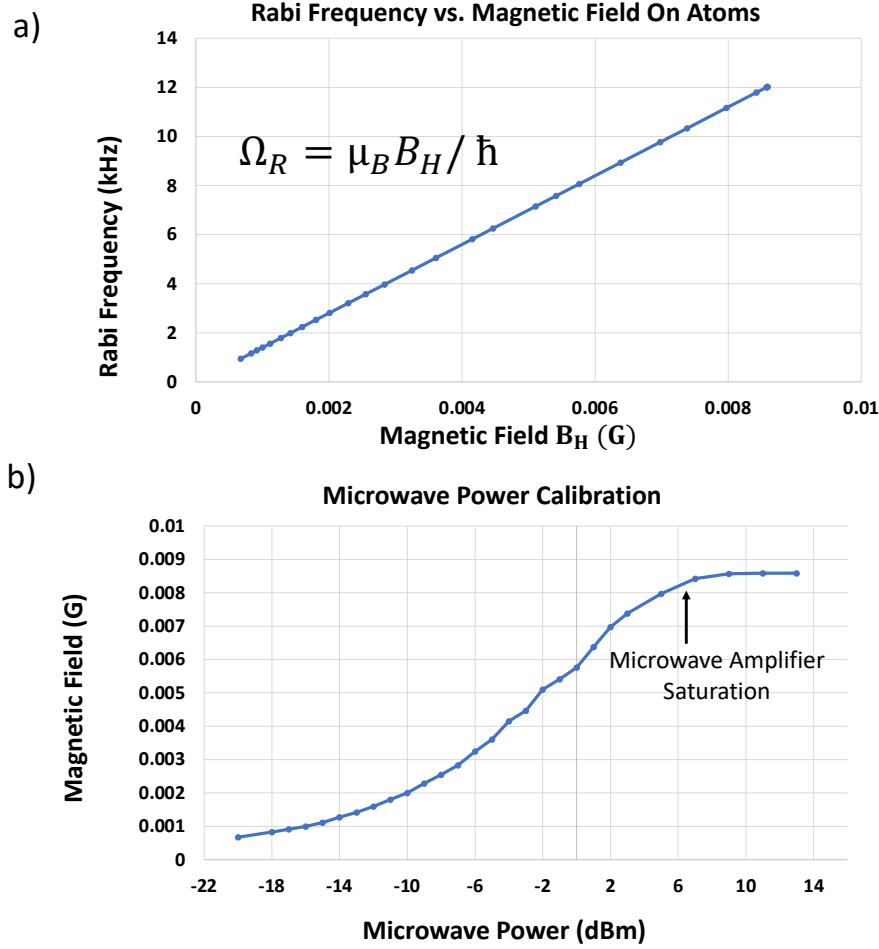 a)
Rabi Frequency vs. Magnetic Field On Atoms
14
12
10
8
6
4
2
0
Rabi Frequency (kHz)
Ω_R = µ_B B_H / ħ
0 0.002 0.004 0.006 0.008 0.01
Magnetic Field B_H (G)
b)
Microwave Power Calibration
0.01
0.009
0.008
0.007
0.006
0.005
0.004
0.003
0.002
0.001
0
Magnetic Field (G)
Microwave Amplifier
Saturation
-22 -18 -14 -10 -6 -2 2 6 10 14
Microwave Power (dBm)